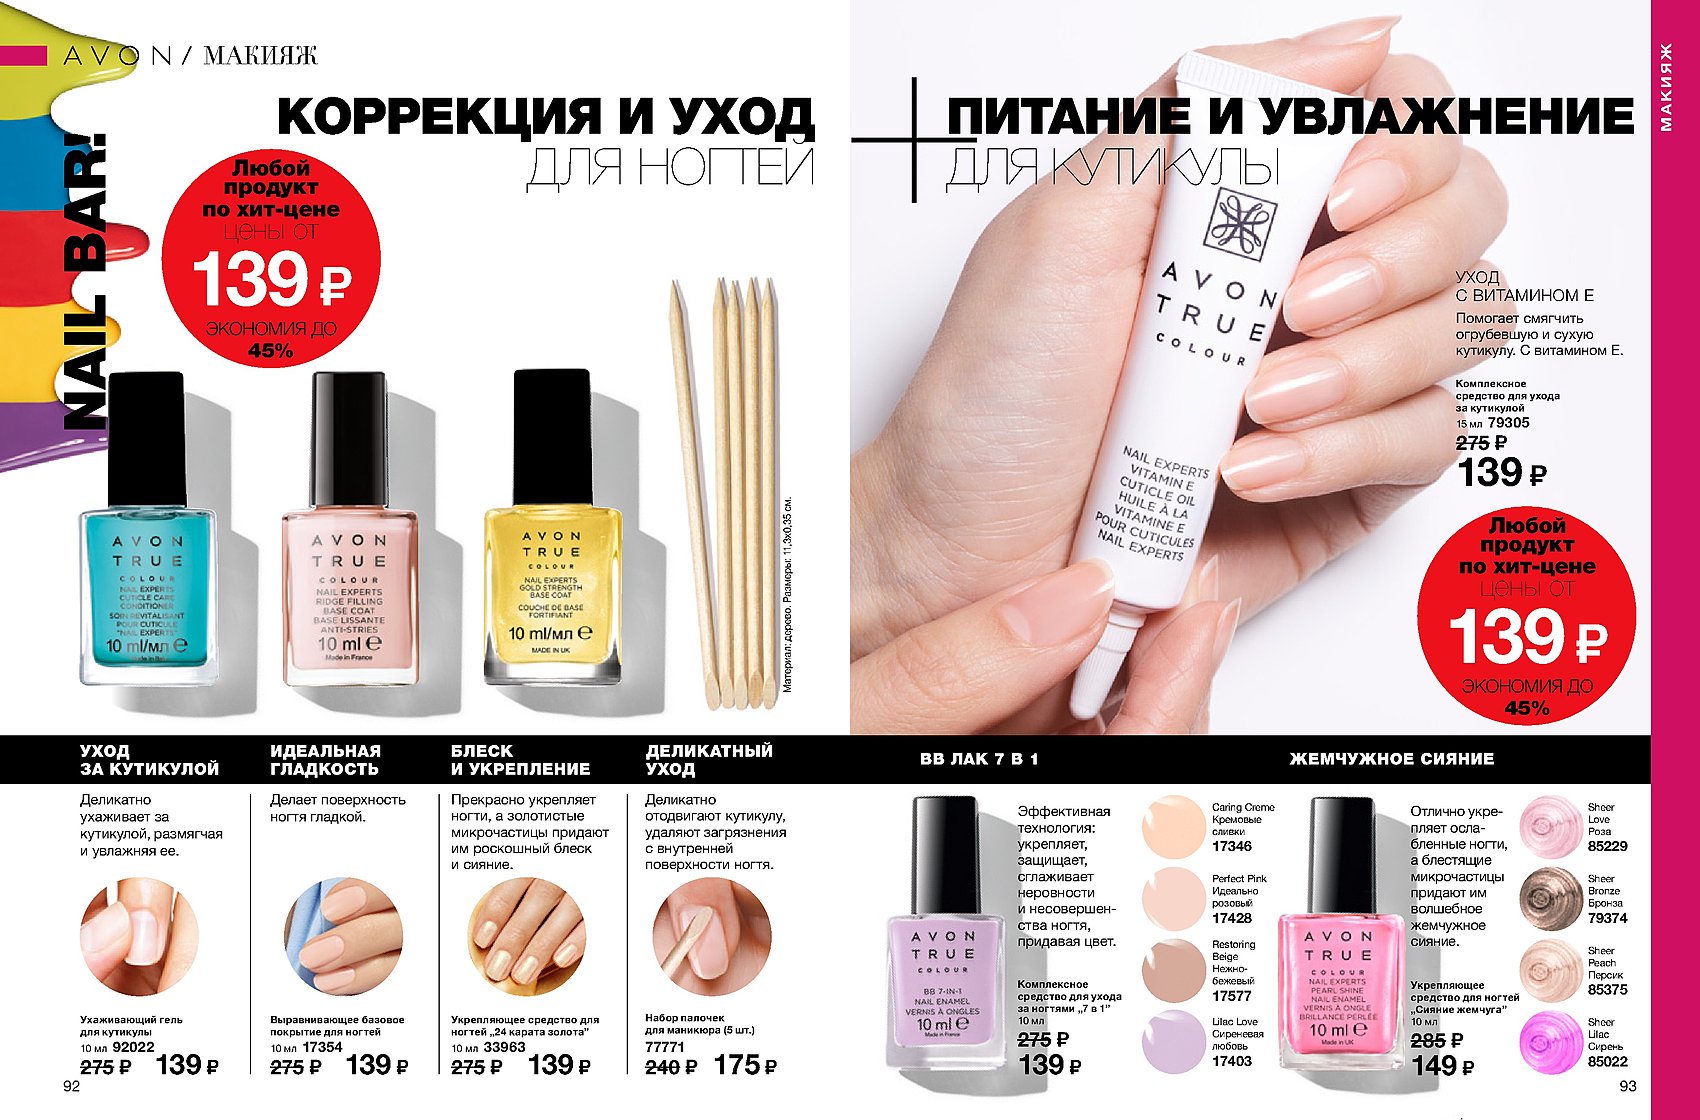 AVON / МАКИЯЖ
NAIL BAR!
КОРРЕКЦИЯ И УХОД
ДЛЯ НОГТЕЙ
Любой
продукт
по хит-цене
цены от
139 ₽
ЭКОНОМИЯ ДО
45%
AVON
TRUE
COLOUR
NAIL EXPERTS
CUTICLE CARE
CONDITIONER
SOIN REVITALISANT
POUR CUTICULE
"NAIL EXPERTS"
10 ml/мл e
AVON
TRUE
COLOUR
NAIL EXPERTS
RIDGE FILLING
BASE COAT
BASE LISSANTE
ANTI-STRIES
10 ml e
Made in France
AVON
TRUE
COLOUR
NAIL EXPERTS
GOLD STRENGTH
BASE COAT
COUCHE DE BASE
FORTIFIANT
10 ml/мл e
MADE IN UK
Материал: дерево. Размеры: 11,3x0,35 см.
УХОД
ЗА КУТИКУЛОЙ
Деликатно
ухаживает за
кутикулой, размягчая
и увлажняя ее.
Ухаживающий гель
для кутикулы
10 мл 92022
275 ₽ 139 ₽
ИДЕАЛЬНАЯ
ГЛАДКОСТЬ
Делает поверхность
ногтя гладкой.
Выравнивающее базовое
покрытие для ногтей
10 мл 17354
275 ₽ 139 ₽
БЛЕСК
И УКРЕПЛЕНИЕ
Прекрасно укрепляет
ногти, а золотистые
микрочастицы придают
им роскошный блеск
и сияние.
Укрепляющее средство для
ногтей „24 карата золота”
10 мл 33963
275 ₽ 139 ₽
ДЕЛИКАТНЫЙ
УХОД
Деликатно
отодвигают кутикулу,
удаляют загрязнения
с внутренней
поверхности ногтя.
Набор палочек
для маникюра (5 шт.)
77771
240 ₽ 175 ₽
92
МАКИЯЖ
ПИТАНИЕ И УВЛАЖНЕНИЕ
ДЛЯ КУТИКУЛЫ
AVON
TRUE
COLOUR
NAIL EXPERTS
VITAMIN E
CUTICLE OIL
HUILE À LA
VITAMINE E
POUR CUTICULES
NAIL EXPERTS
УХОД
С ВИТАМИНОМ Е
Помогает смягчить
огрубевшую и сухую
кутикулу. С витамином Е.
Комплексное
средство для ухода
за кутикулой
15 мл 79305
275 ₽
139 ₽
Любой
продукт
по хит-цене
цены от
139 ₽
ЭКОНОМИЯ ДО
45%
ВВ ЛАК 7 В 1
AVON
TRUE
COLOUR
BB 7-IN-1
NAIL ENAMEL
VERNIS À ONGLES
10 ml e
Made in France
Эффективная
технология:
укрепляет,
защищает,
сглаживает
неровности
и несовершен-
ства ногтя,
придавая цвет.
Комплексное
средство для ухода
за ногтями „7 в 1”
10 мл
275 ₽
139 ₽
Caring Creme
Кремовые
сливки
17346
Perfect Pink
Идеально
розовый
17428
Restoring
Beige
Нежно-
бежевый
17577
Lilac Love
Сиреневая
любовь
17403
ЖЕМЧУЖНОЕ СИЯНИЕ
AVON
TRUE
COLOUR
NAIL EXPERTS
PEARL SHINE
NAIL ENAMEL
VERNIS À ONGLE
BRILLANCE PERLÉE
10 ml e
Made in UK
Отлично укре-
пляет осла-
бленные ногти,
а блестящие
микрочастицы
придают им
волшебное
жемчужное
сияние.
Укрепляющее
средство для ногтей
„Сияние жемчуга”
10 мл
285 ₽
149 ₽
Sheer
Love
Роза
85229
Sheer
Bronze
Бронза
79374
Sheer
Peach
Персик
85375
Sheer
Lilac
Сирень
85022
93